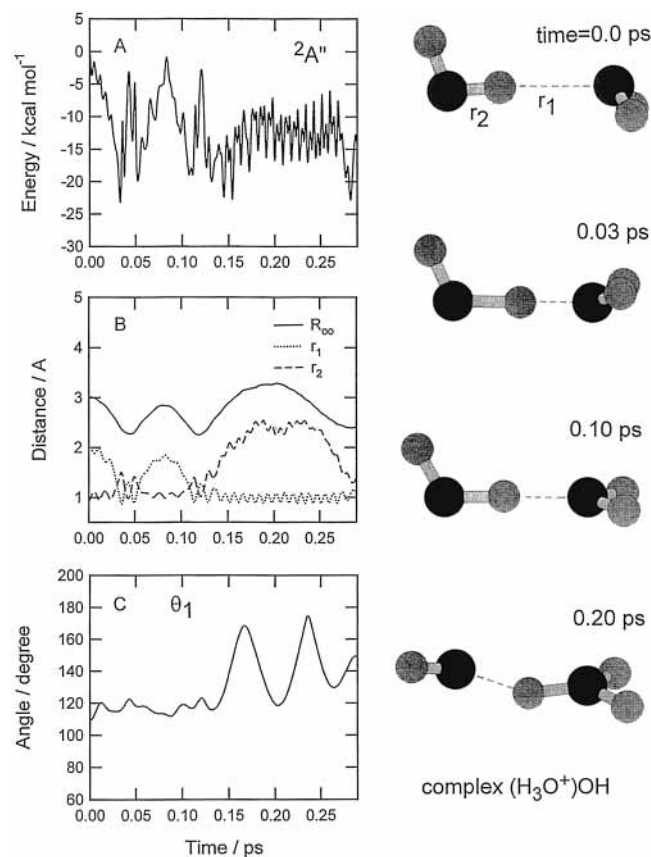 A
²A"
5
0
-5
-10
-15
-20
-25
-30
Energy / kcal mol⁻¹
0.00 0.05 0.10 0.15 0.20 0.25
B
R∞
r₁
r₂
5
4
3
2
1
Distance / A
0.00 0.05 0.10 0.15 0.20 0.25
C
θ₁
200
180
160
140
120
100
80
60
Angle / degree
0.00 0.05 0.10 0.15 0.20 0.25
Time / ps
time=0.0 ps
r₂
r₁
0.03 ps
0.10 ps
0.20 ps
complex (H₃O⁺)OH